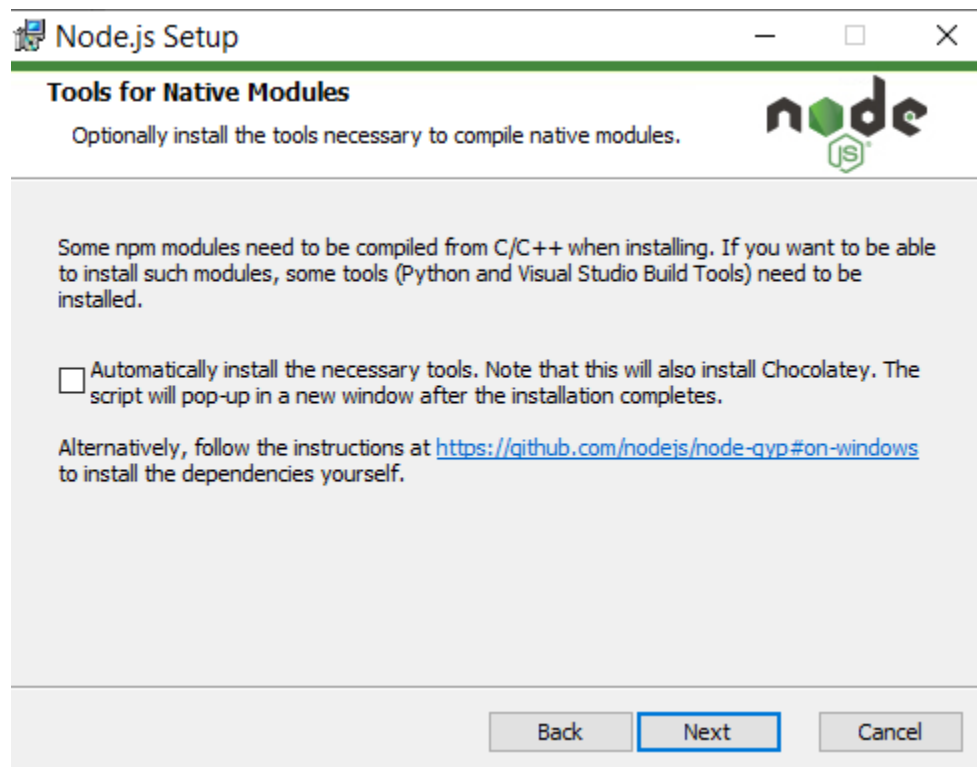 Node.js Setup
Tools for Native Modules
Optionally install the tools necessary to compile native modules.
node
JS
Some npm modules need to be compiled from C/C++ when installing. If you want to be able
to install such modules, some tools (Python and Visual Studio Build Tools) need to be
installed.
Automatically install the necessary tools. Note that this will also install Chocolatey. The
script will pop-up in a new window after the installation completes.
Alternatively, follow the instructions at https://github.com/nodejs/node-gyp#on-windows
to install the dependencies yourself.
Back
Next
Cancel